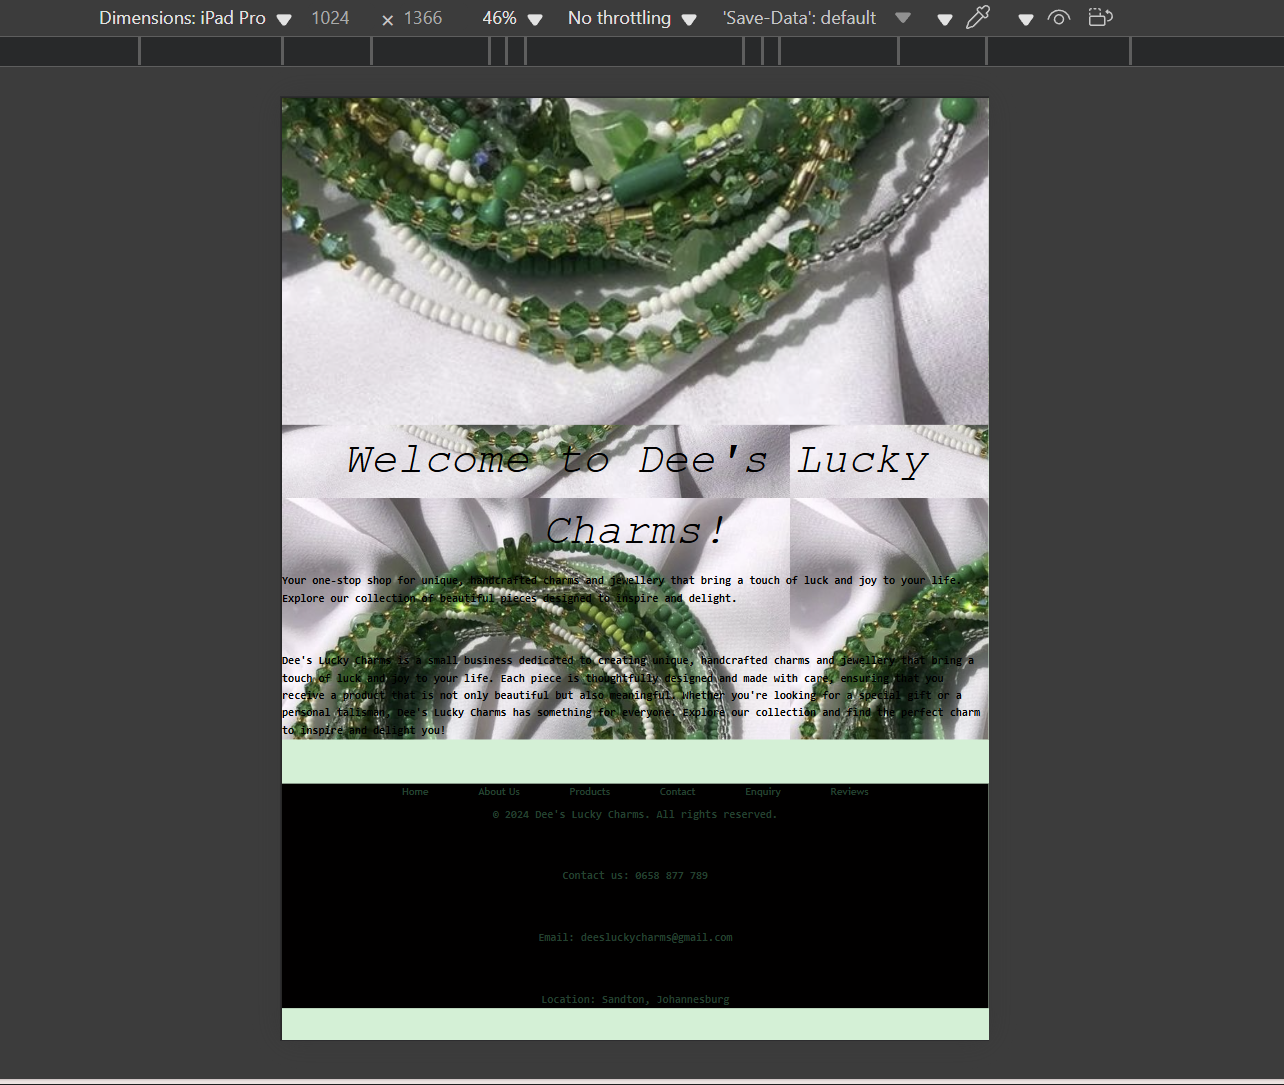 Dimensions: iPad Pro 1024 × 1366 46% No throttling 'Save-Data': default
Welcome to Dee's Lucky
Charms!
Your one-stop shop for unique, handcrafted charms and jewellery that bring a touch of luck and joy to your life.
Explore our collection of beautiful pieces designed to inspire and delight.
Dee's Lucky Charms is a small business dedicated to creating unique, handcrafted charms and jewellery that bring a
touch of luck and joy to your life. Each piece is thoughtfully designed and made with care, ensuring that you
receive a product that is not only beautiful but also meaningful. Whether you're looking for a special gift or a
personal talisman, Dee's Lucky Charms has something for everyone. Explore our collection and find the perfect charm
to inspire and delight you!
Home About Us Products Contact Enquiry Reviews
© 2024 Dee's Lucky Charms. All rights reserved.
Contact us: 0658 877 789
Email: deesluckycharms@gmail.com
Location: Sandton, Johannesburg